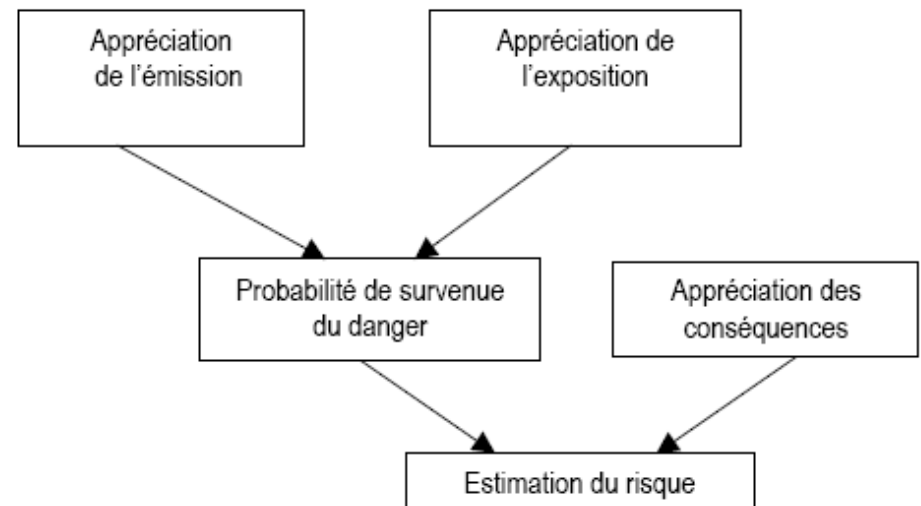 Appréciation
de l'émission
Appréciation de
l'exposition
Probabilité de survenue
du danger
Appréciation des
conséquences
Estimation du risque